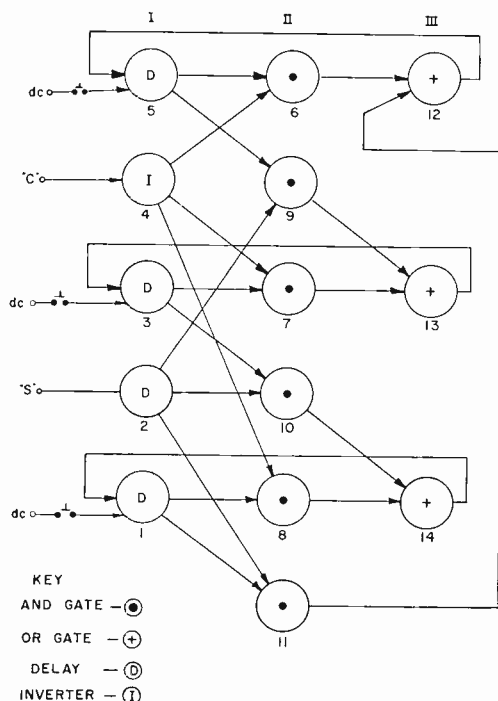 I II III
D
• 
+
dc
5
6
12
"C"
I
•
4
9
D
•
+
dc
3
7
13
"S"
D
•
2
10
D
•
+
dc
1
8
14
•
11
KEY
AND GATE – •
OR GATE – +
DELAY – D
INVERTER – I